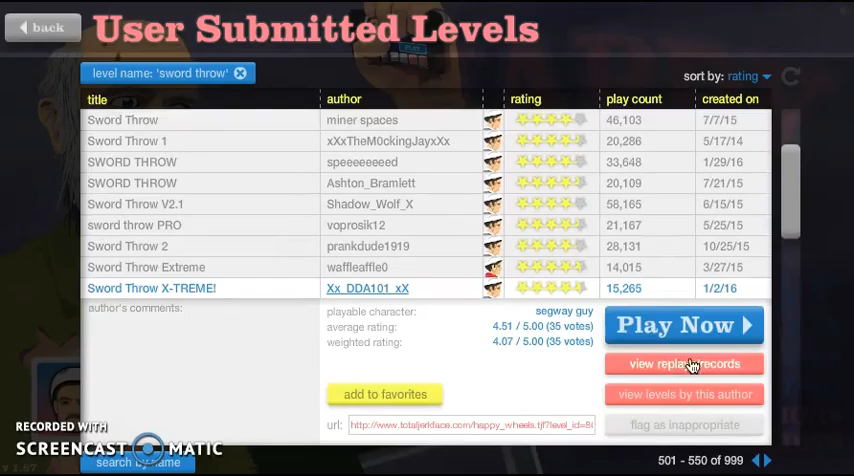 back
User Submitted Levels
level name: 'sword throw'
sort by: rating
title author rating play count created on
Sword Throw miner spaces 46,103 7/7/15
Sword Throw 1 xXxTheM0ckingJayxXx 20,286 5/17/14
SWORD THROW speeeeeeeed 33,648 1/29/16
SWORD THROW Ashton_Bramlett 20,109 7/21/15
Sword Throw V2.1 Shadow_Wolf_X 58,165 6/15/15
sword throw PRO voprosik12 21,167 5/25/15
Sword Throw 2 prankdude1919 28,131 10/25/15
Sword Throw Extreme waffleaffle0 14,015 3/27/15
Sword Throw X-TREME! Xx_DDA101_xX 15,265 1/2/16
author's comments:
playable character: segway guy
average rating: 4.51 / 5.00 (35 votes)
weighted rating: 4.07 / 5.00 (35 votes)
Play Now
view records
view levels by this author
add to favorites
url: http://www.totaljerkface.com/happy_wheels.tjf?level_id=8
flag as inappropriate
RECORDED WITH
SCREENCAST MATIC
search by name
501 - 550 of 999
v 1.87